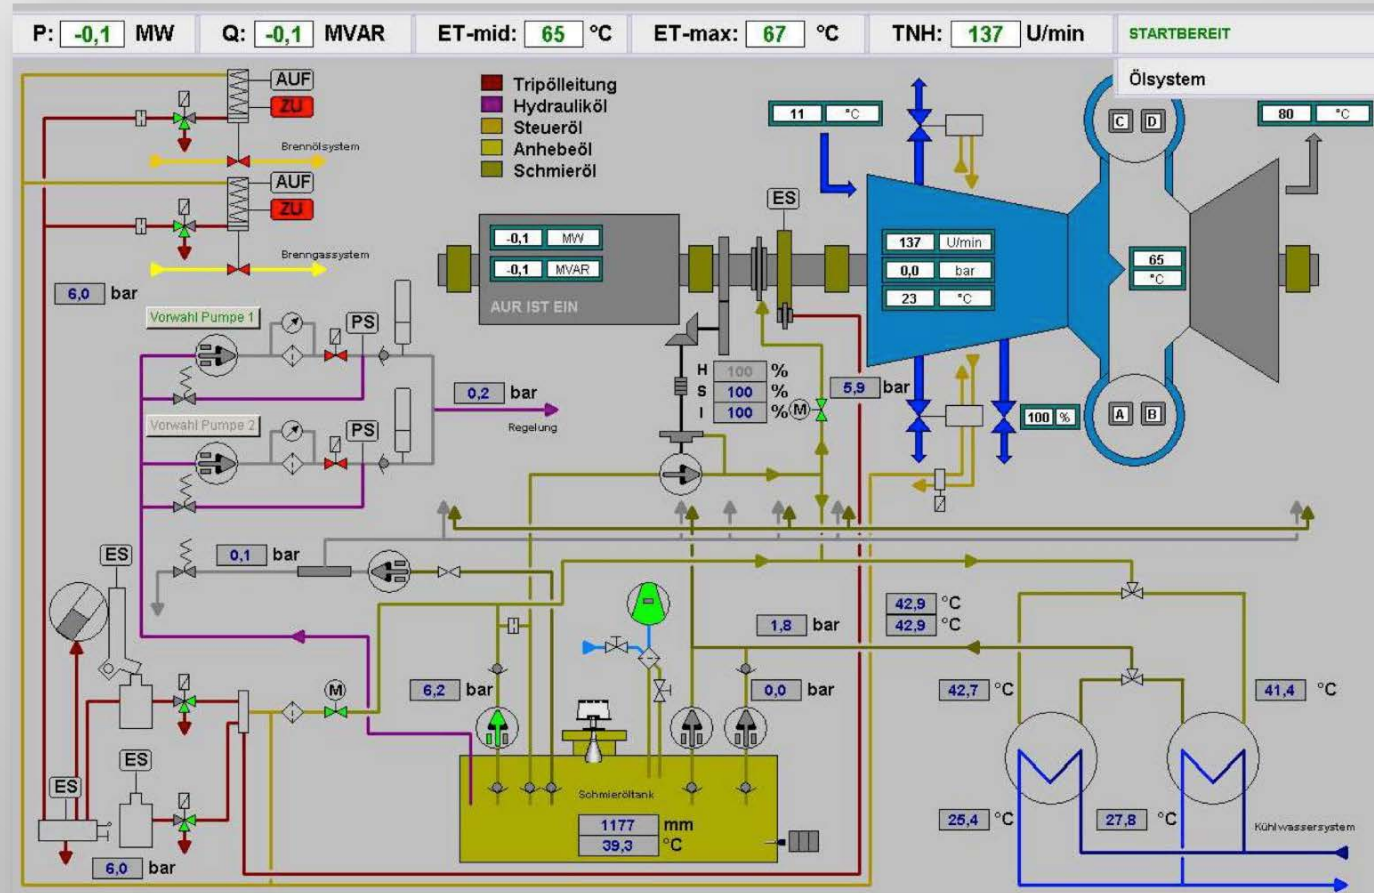 P: -0,1 MW Q: -0,1 MVAR ET-mid: 65 °C ET-max: 67 °C TNH: 137 U/min STARTBEREIT
Ölsystem
AUF
ZU
Brennölsystem
AUF
ZU
Brenngassystem
Tripölleitung
Hydrauliköl
Steueröl
Anhebeöl
Schmieröl
11 °C
C D
80 °C
ES
-0,1 MW
-0,1 MVAR
AUR IST EIN
137 U/min
0,0 bar
23 °C
65
°C
6,0 bar
Vorwahl Pumpe 1
PS
0,2 bar
Regelung
H 100 %
S 100 %
I 100 %
M
5,9 bar
100 %
A B
Vorwahl Pumpe 2
PS
ES
0,1 bar
42,9 °C
42,9 °C
1,8 bar
M
6,2 bar
0,0 bar
42,7 °C
41,4 °C
ES
ES
Schmieröltank
1177 mm
39,3 °C
25,4 °C
27,8 °C
Kühlwassersystem
6,0 bar